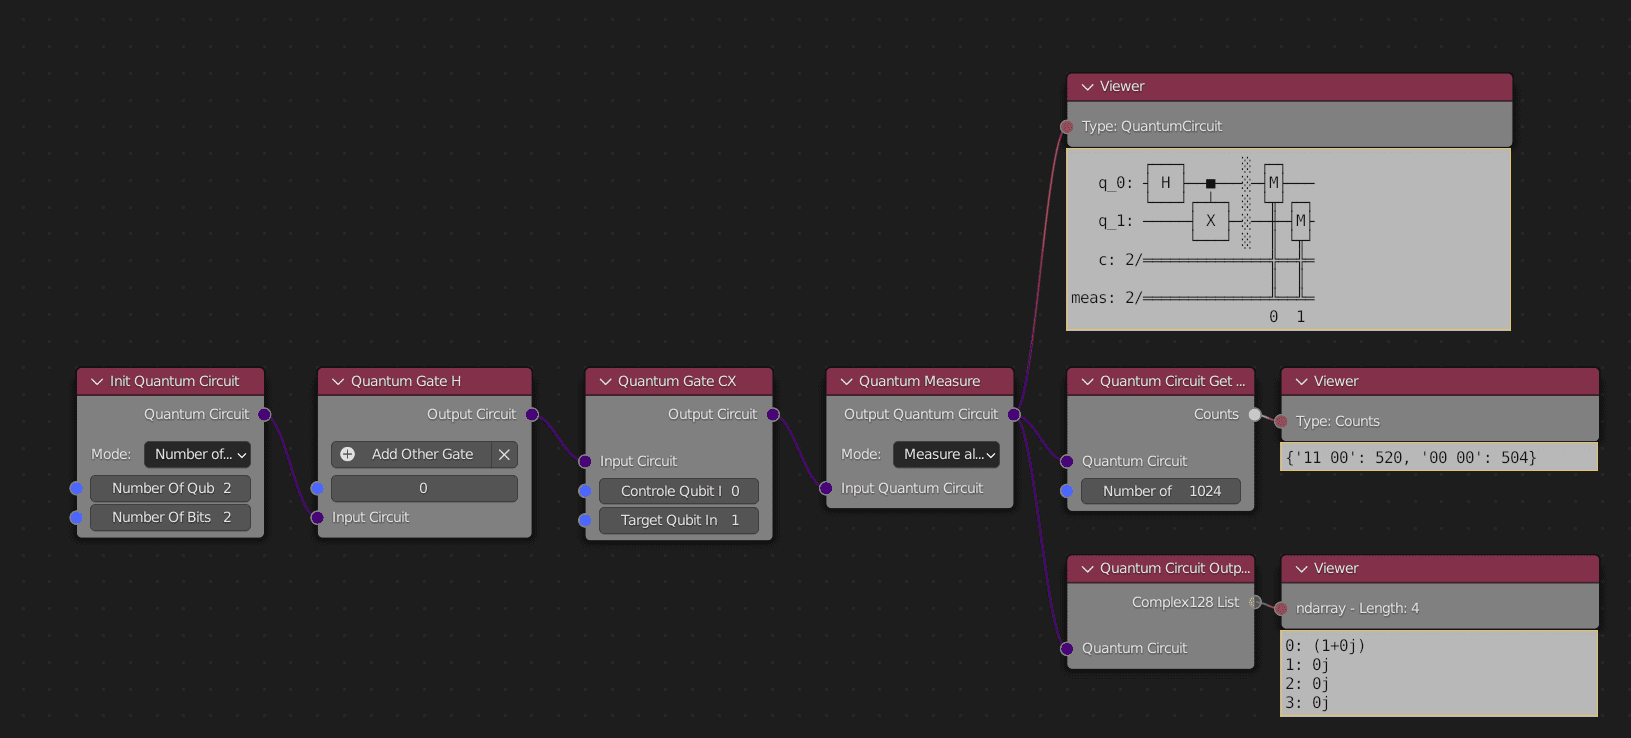 Viewer
Type: QuantumCircuit
q_0: H M
q_1: X M
c: 2/
meas: 2/
0 1
Init Quantum Circuit
Quantum Circuit
Mode: Number of...
Number Of Qub 2
Number Of Bits 2
Quantum Gate H
Output Circuit
Add Other Gate
0
Input Circuit
Quantum Gate CX
Output Circuit
Input Circuit
Controle Qubit I 0
Target Qubit In 1
Quantum Measure
Output Quantum Circuit
Mode: Measure al...
Input Quantum Circuit
Quantum Circuit Get ...
Counts
Quantum Circuit
Number of 1024
Viewer
Type: Counts
{'11 00': 520, '00 00': 504}
Quantum Circuit Outp...
Complex128 List
Quantum Circuit
Viewer
ndarray - Length: 4
0: (1+0j)
1: 0j
2: 0j
3: 0j